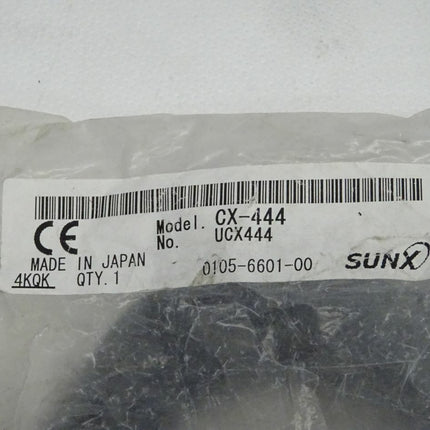 CE
Model. CX-444
No. UCX444
MADE IN JAPAN
4KQK QTY. 1
0105-6601-00
SUNX